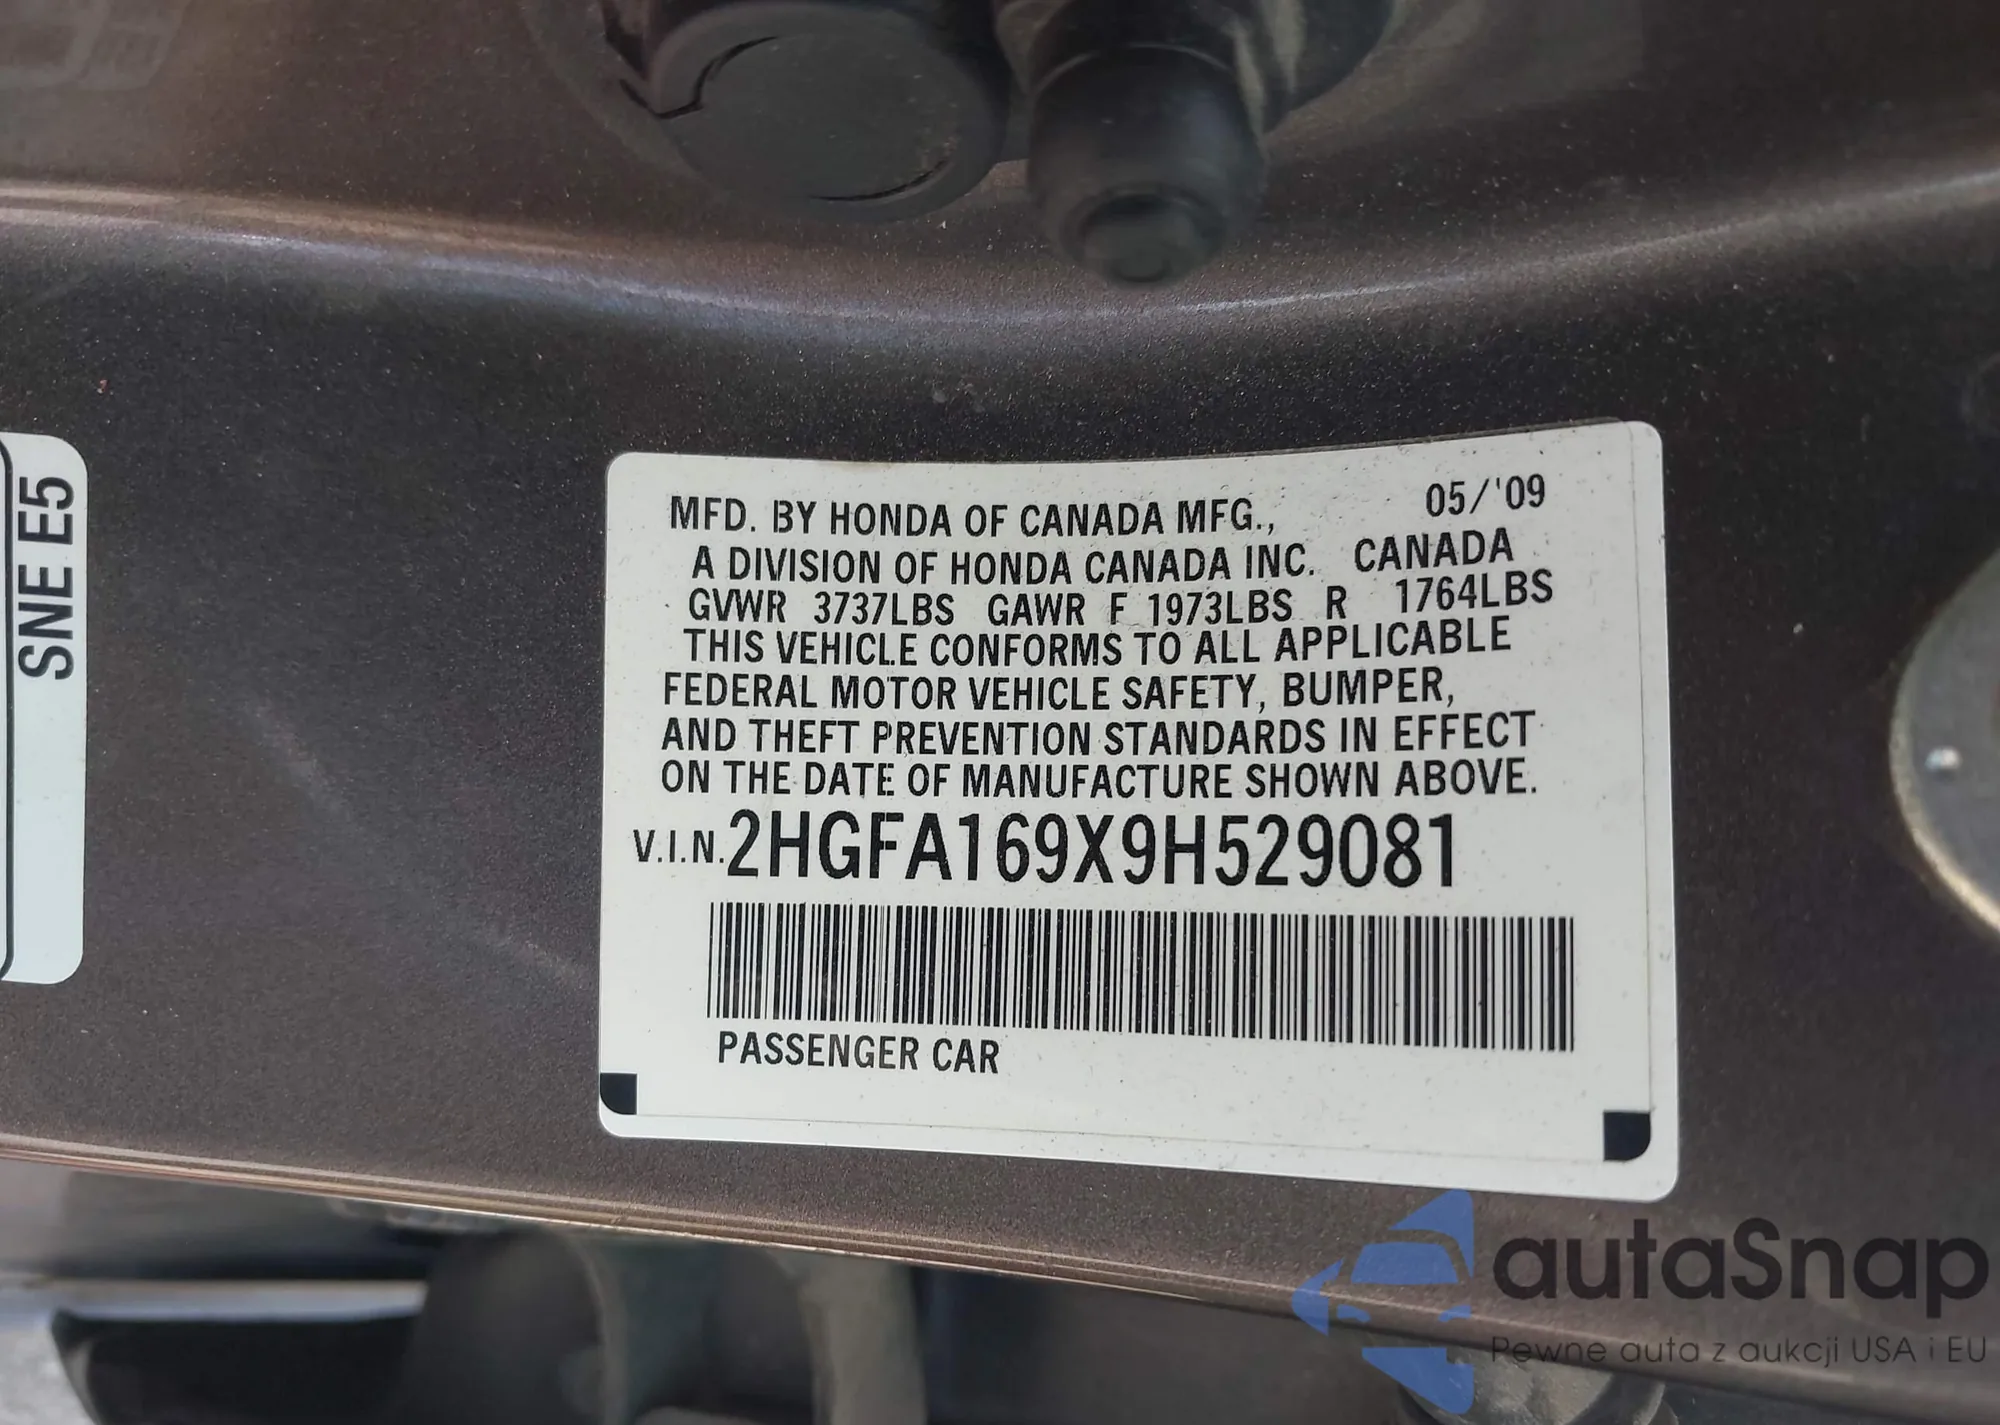 SNE E5
MFD. BY HONDA OF CANADA MFG., 05/'09
A DIVISION OF HONDA CANADA INC. CANADA
GVWR 3737LBS GAWR F 1973LBS R 1764LBS
THIS VEHICLE CONFORMS TO ALL APPLICABLE
FEDERAL MOTOR VEHICLE SAFETY, BUMPER,
AND THEFT PREVENTION STANDARDS IN EFFECT
ON THE DATE OF MANUFACTURE SHOWN ABOVE.
V.I.N. 2HGFA169X9H529081
PASSENGER CAR
autaSnap
Pewne auta z aukcji USA i EU